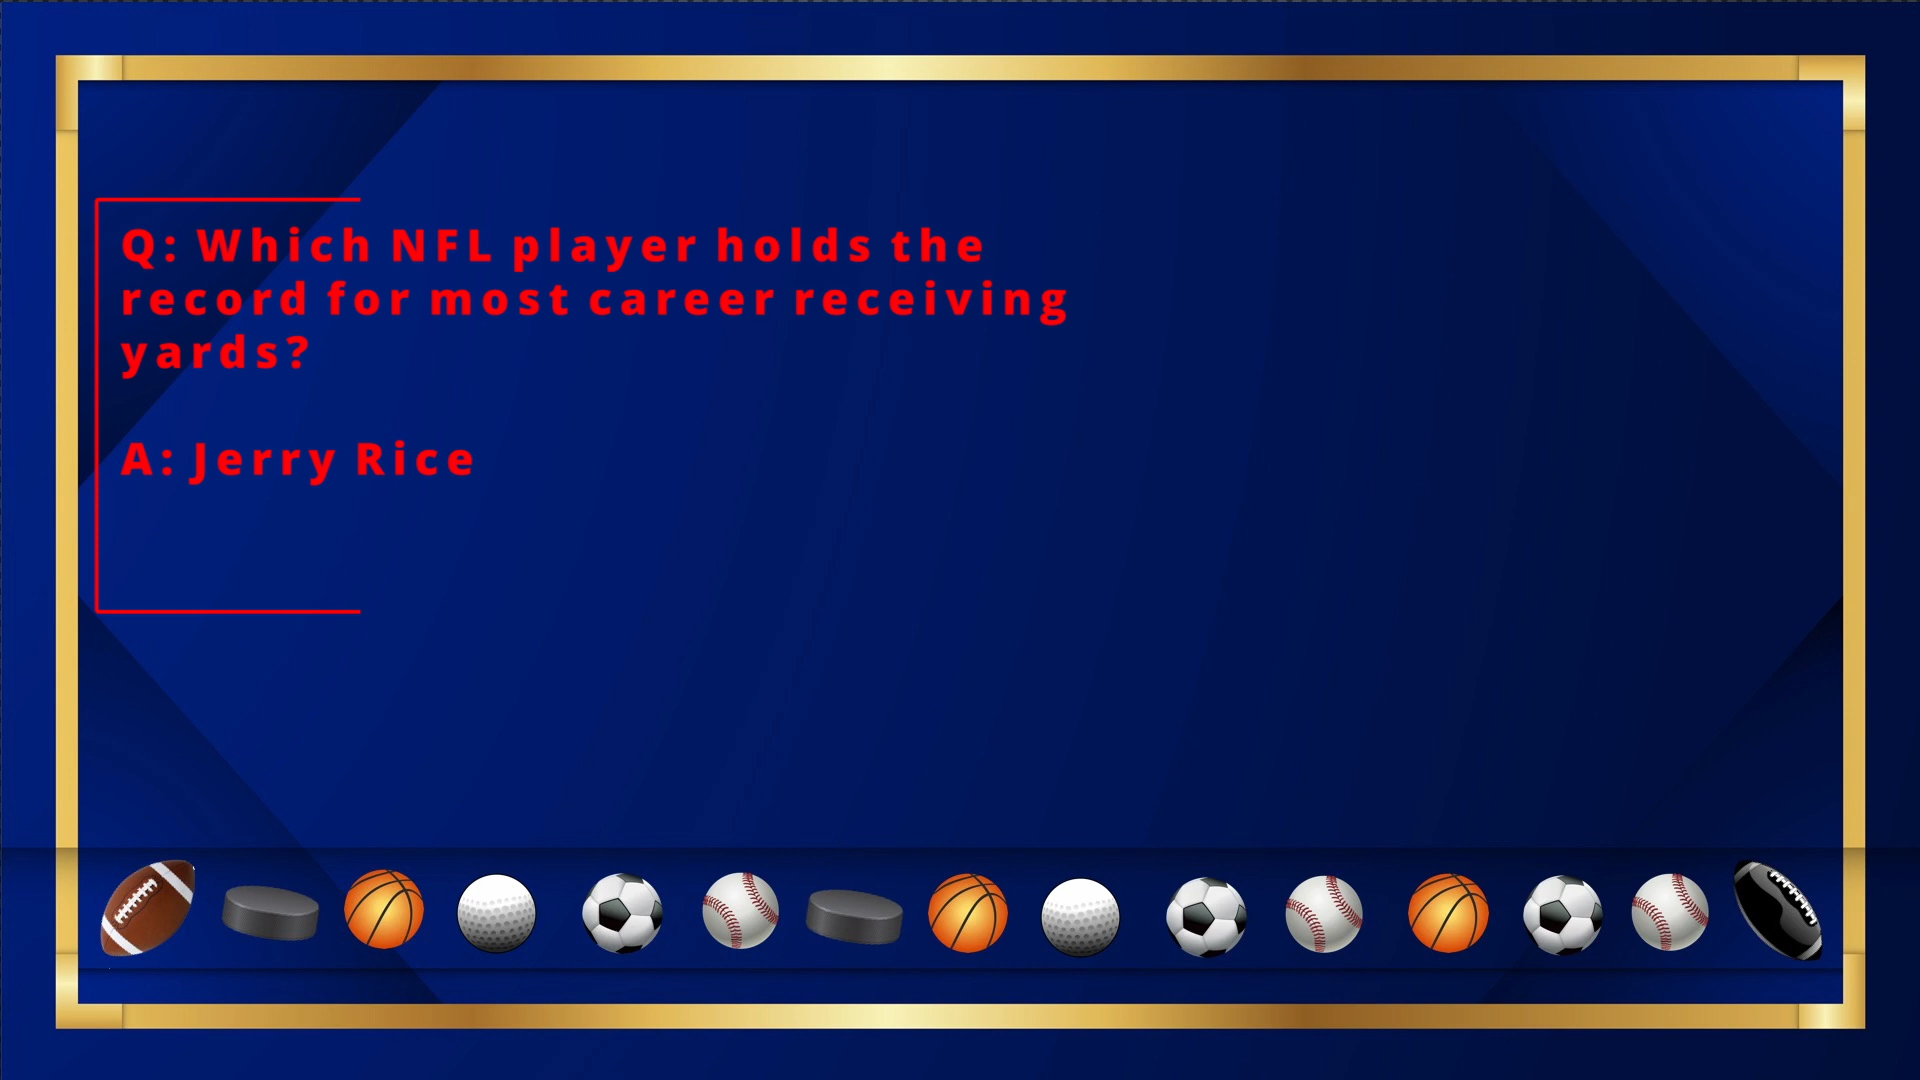 Q: Which NFL player holds the
record for most career receiving
yards?
A: Jerry Rice